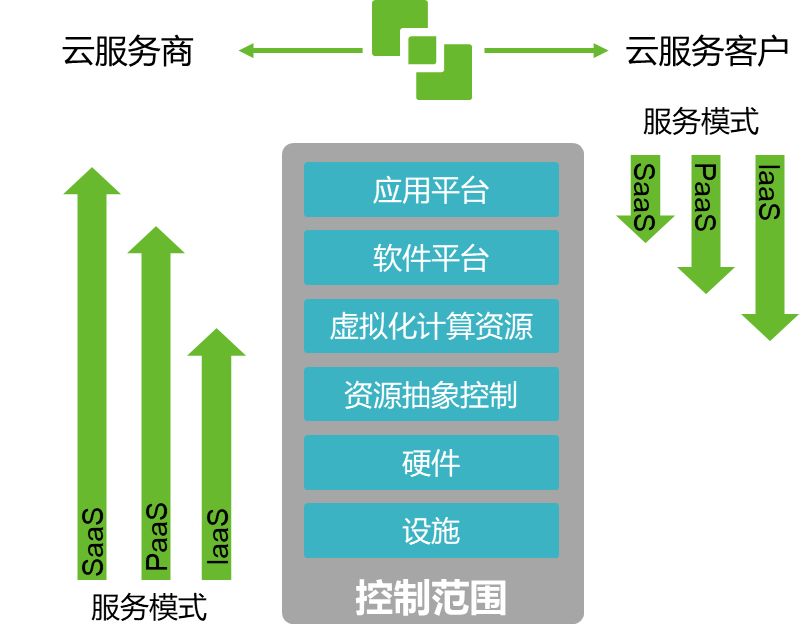 云服务商
云服务客户
服务模式
SaaS
PaaS
IaaS
应用平台
软件平台
虚拟化计算资源
资源抽象控制
硬件
设施
控制范围
SaaS
PaaS
IaaS
服务模式